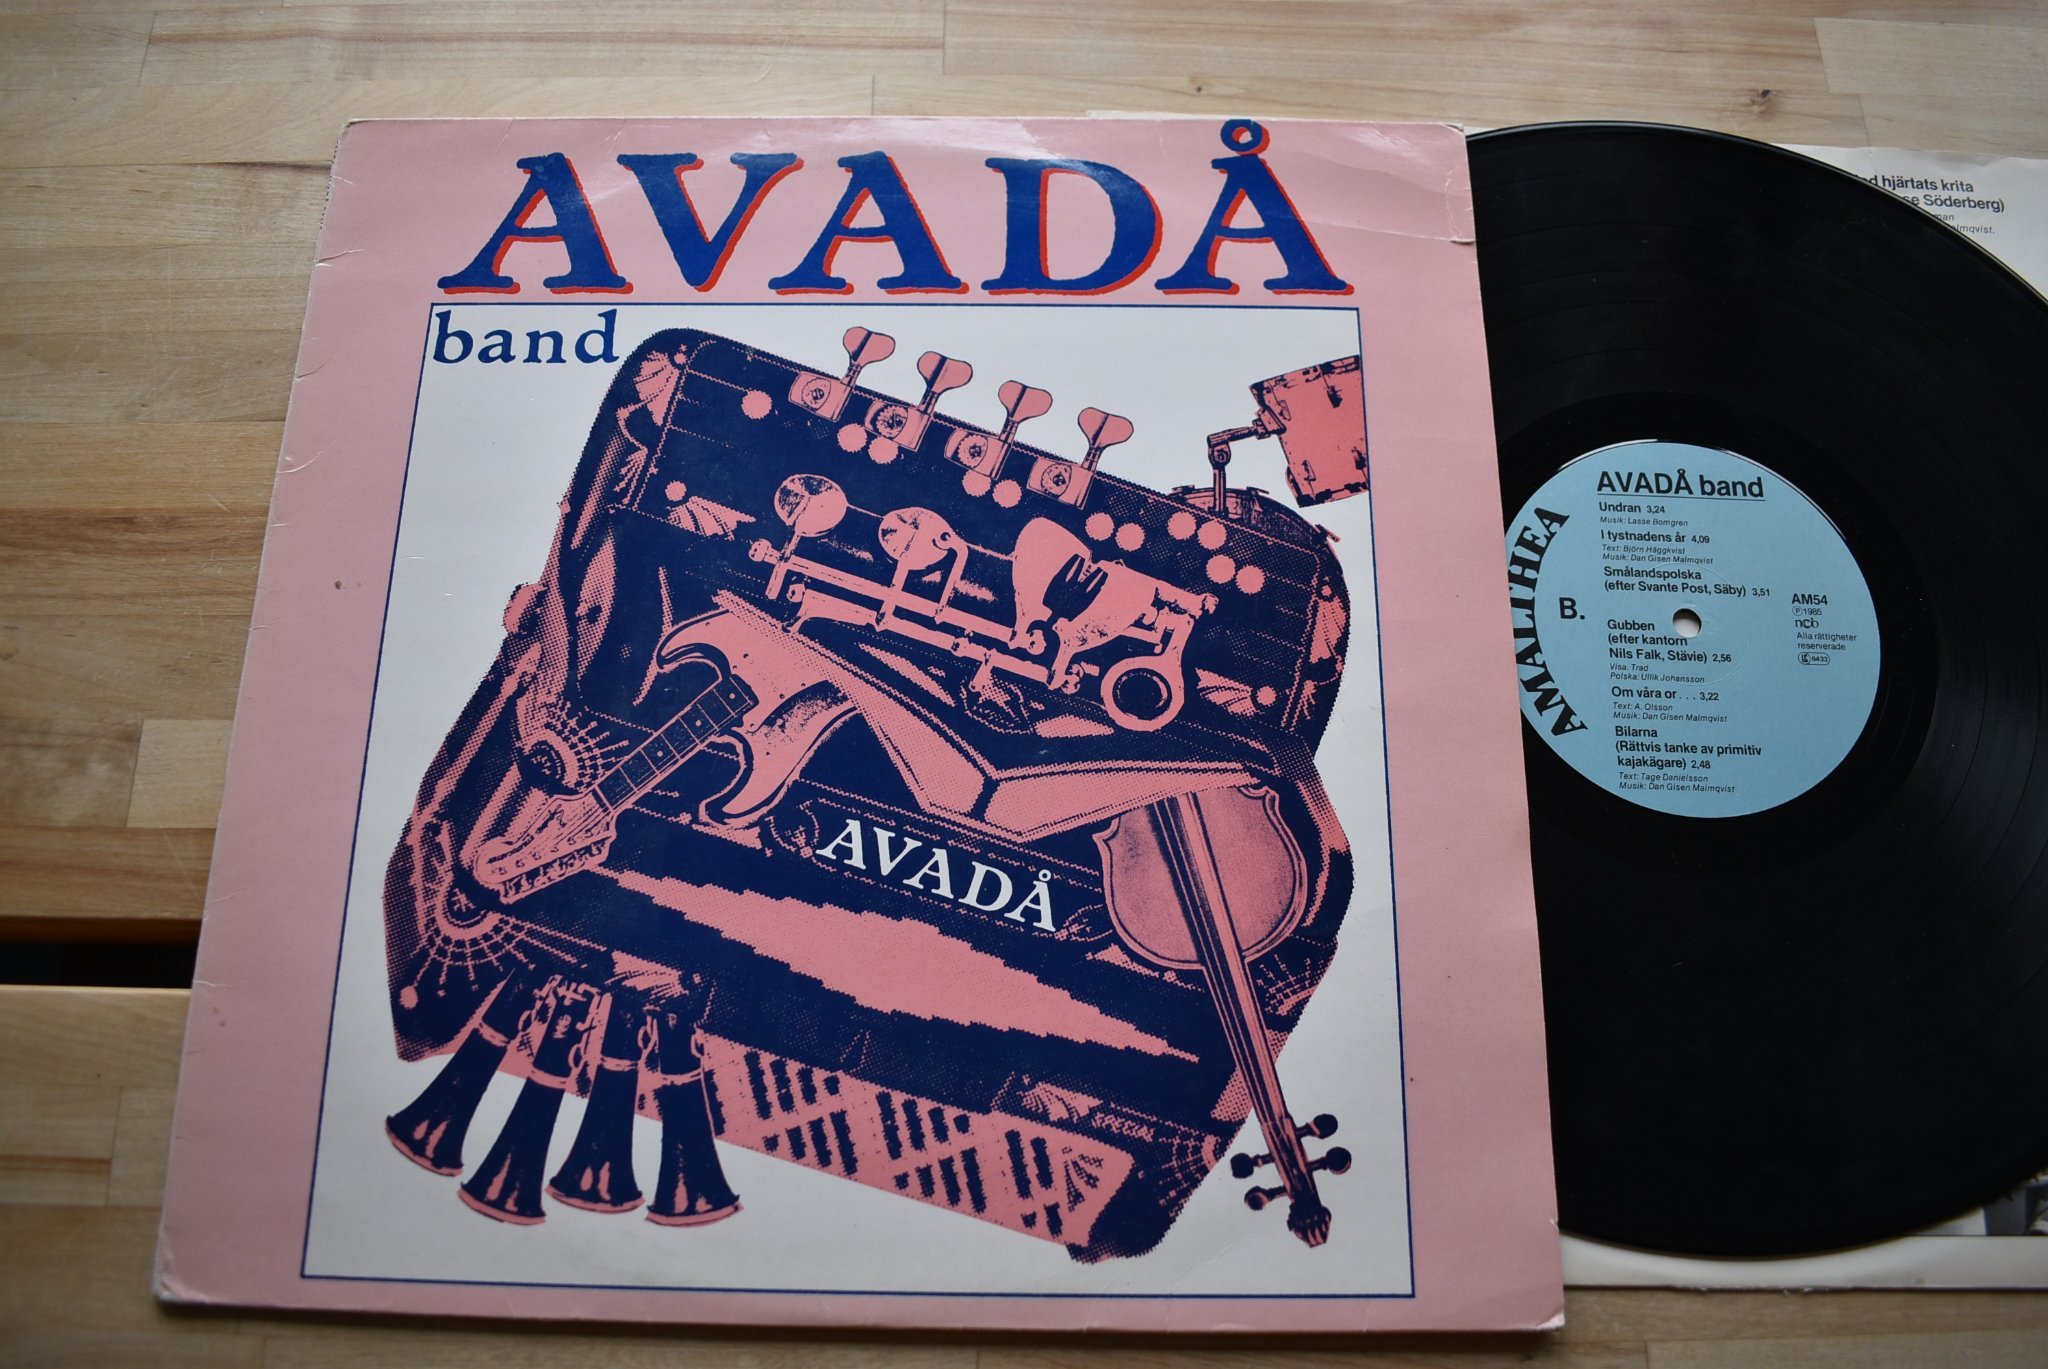 AVADÅ
band
AVADÅ
SPECIAL
hjärtats krita
Söderberg)
AMALTHEA
AVADÅ band
Undran 3,24
Musik: Lasse Bomgren
I tystnadens år 4,09
Text: Björn Häggkvist
Musik: Dan Gisen Malmqvist
Smålandspolska
(efter Svante Post, Säby) 3,51
B.
Gubben
(efter kantorn
Nils Falk, Stävie) 2,56
Visa. Trad
Polska: Ullik Johansson
Om våra or . . . 3,22
Text: A. Olsson
Musik: Dan Gisen Malmqvist
Bilarna
(Rättvis tanke av primitiv
kajakägare) 2,48
Text: Tage Danielsson
Musik: Dan Gisen Malmqvist
AM54
Ⓟ1985
ncb
Alla rättigheter
reserverade
LC 8433